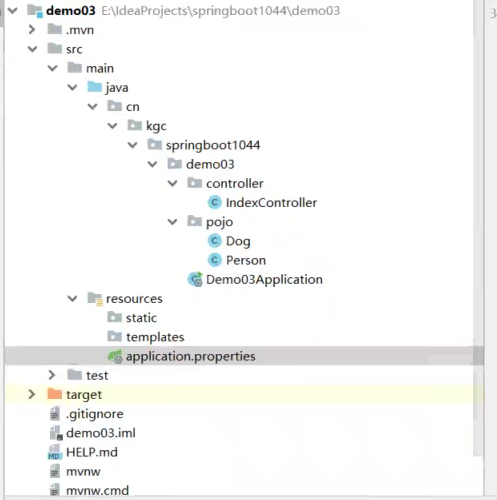 demo03 E:\IdeaProjects\springboot1044\demo03
.mvn
src
main
java
cn
kgc
springboot1044
demo03
controller
C IndexController
pojo
C Dog
C Person
Demo03Application
resources
static
templates
application.properties
test
target
.gitignore
demo03.iml
MD HELP.md
mvnw
mvnw.cmd